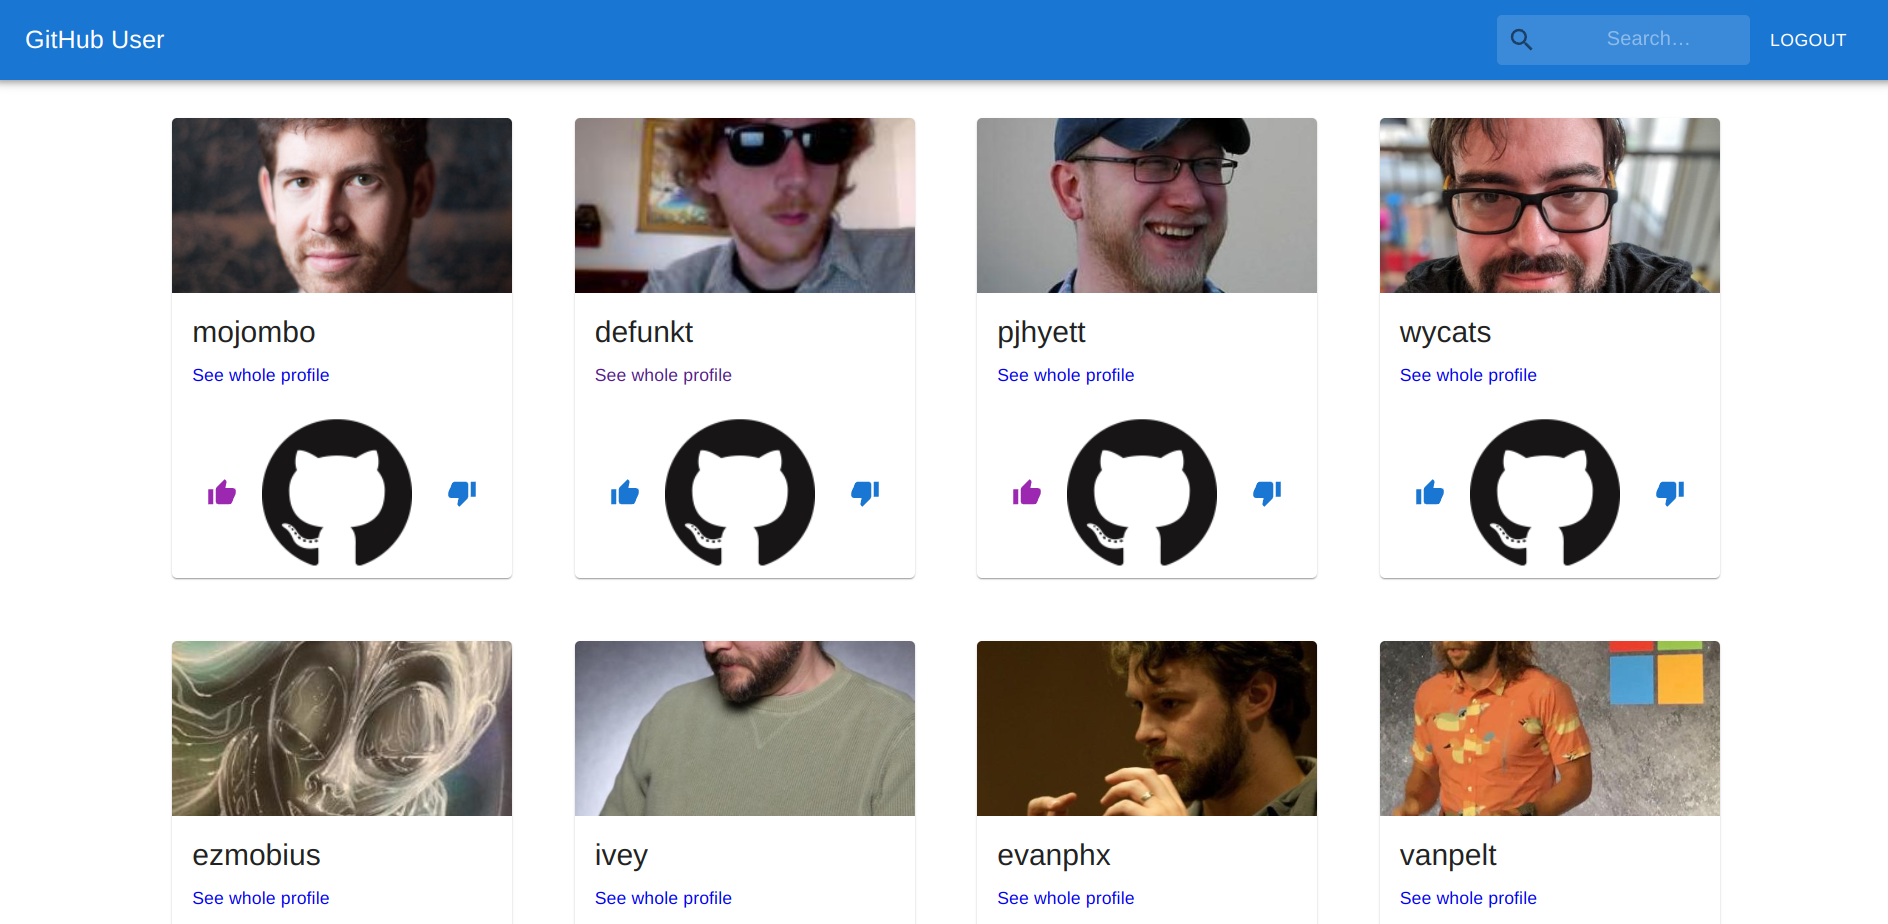 GitHub User
Search…
LOGOUT
mojombo
See whole profile
defunkt
See whole profile
pjhyett
See whole profile
wycats
See whole profile
ezmobius
See whole profile
ivey
See whole profile
evanphx
See whole profile
vanpelt
See whole profile